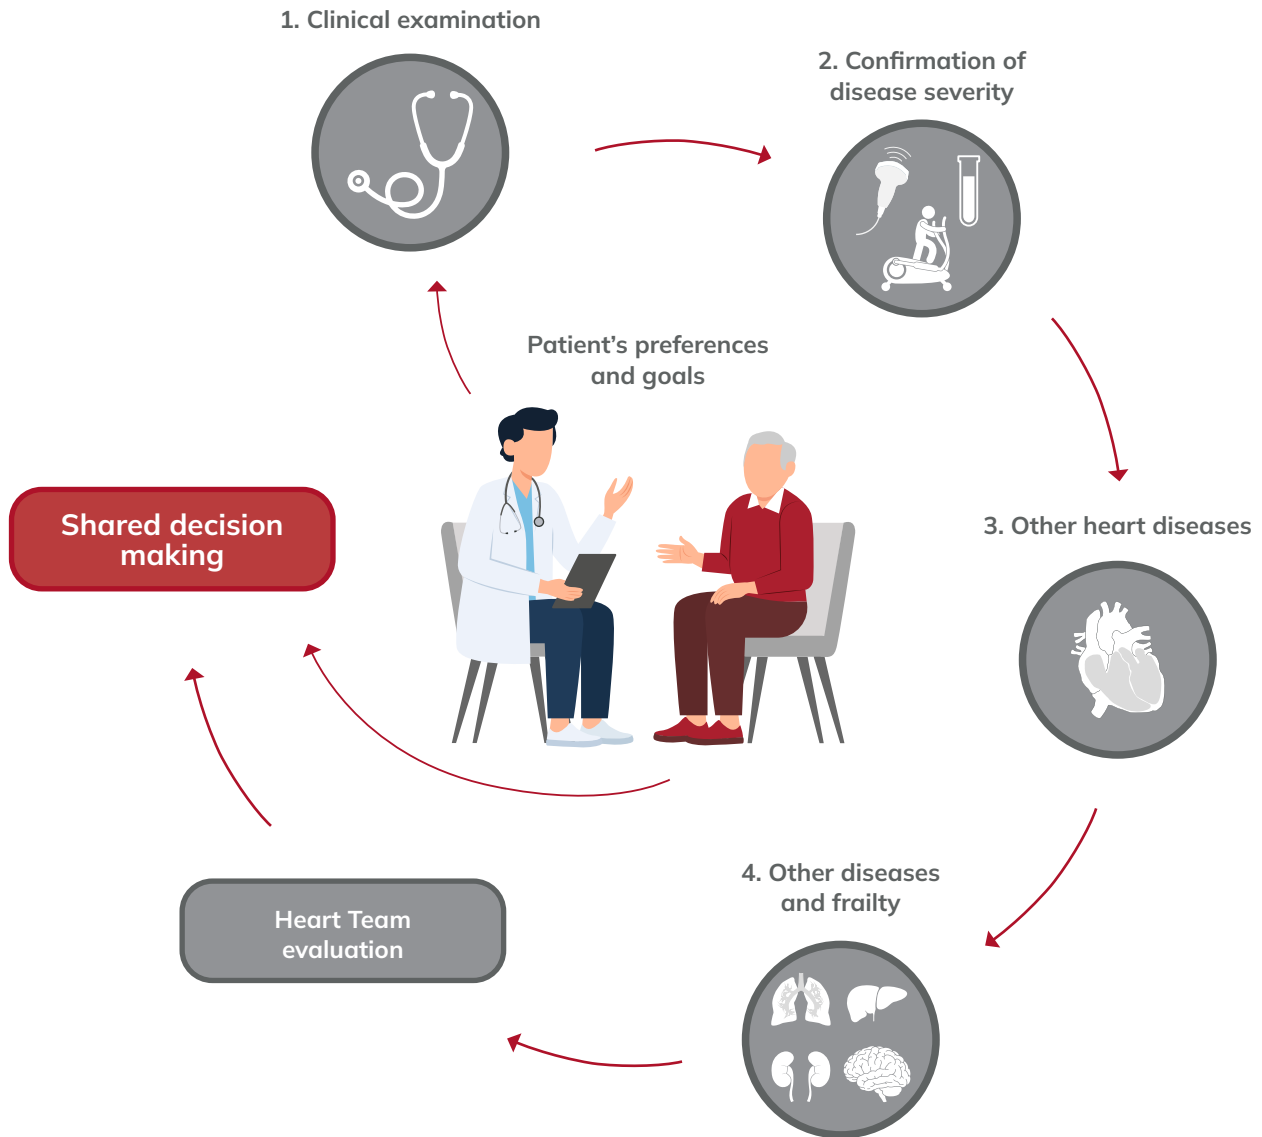 1. Clinical examination
2. Confirmation of
disease severity
Patient’s preferences
and goals
Shared decision
making
3. Other heart diseases
4. Other diseases
and frailty
Heart Team
evaluation